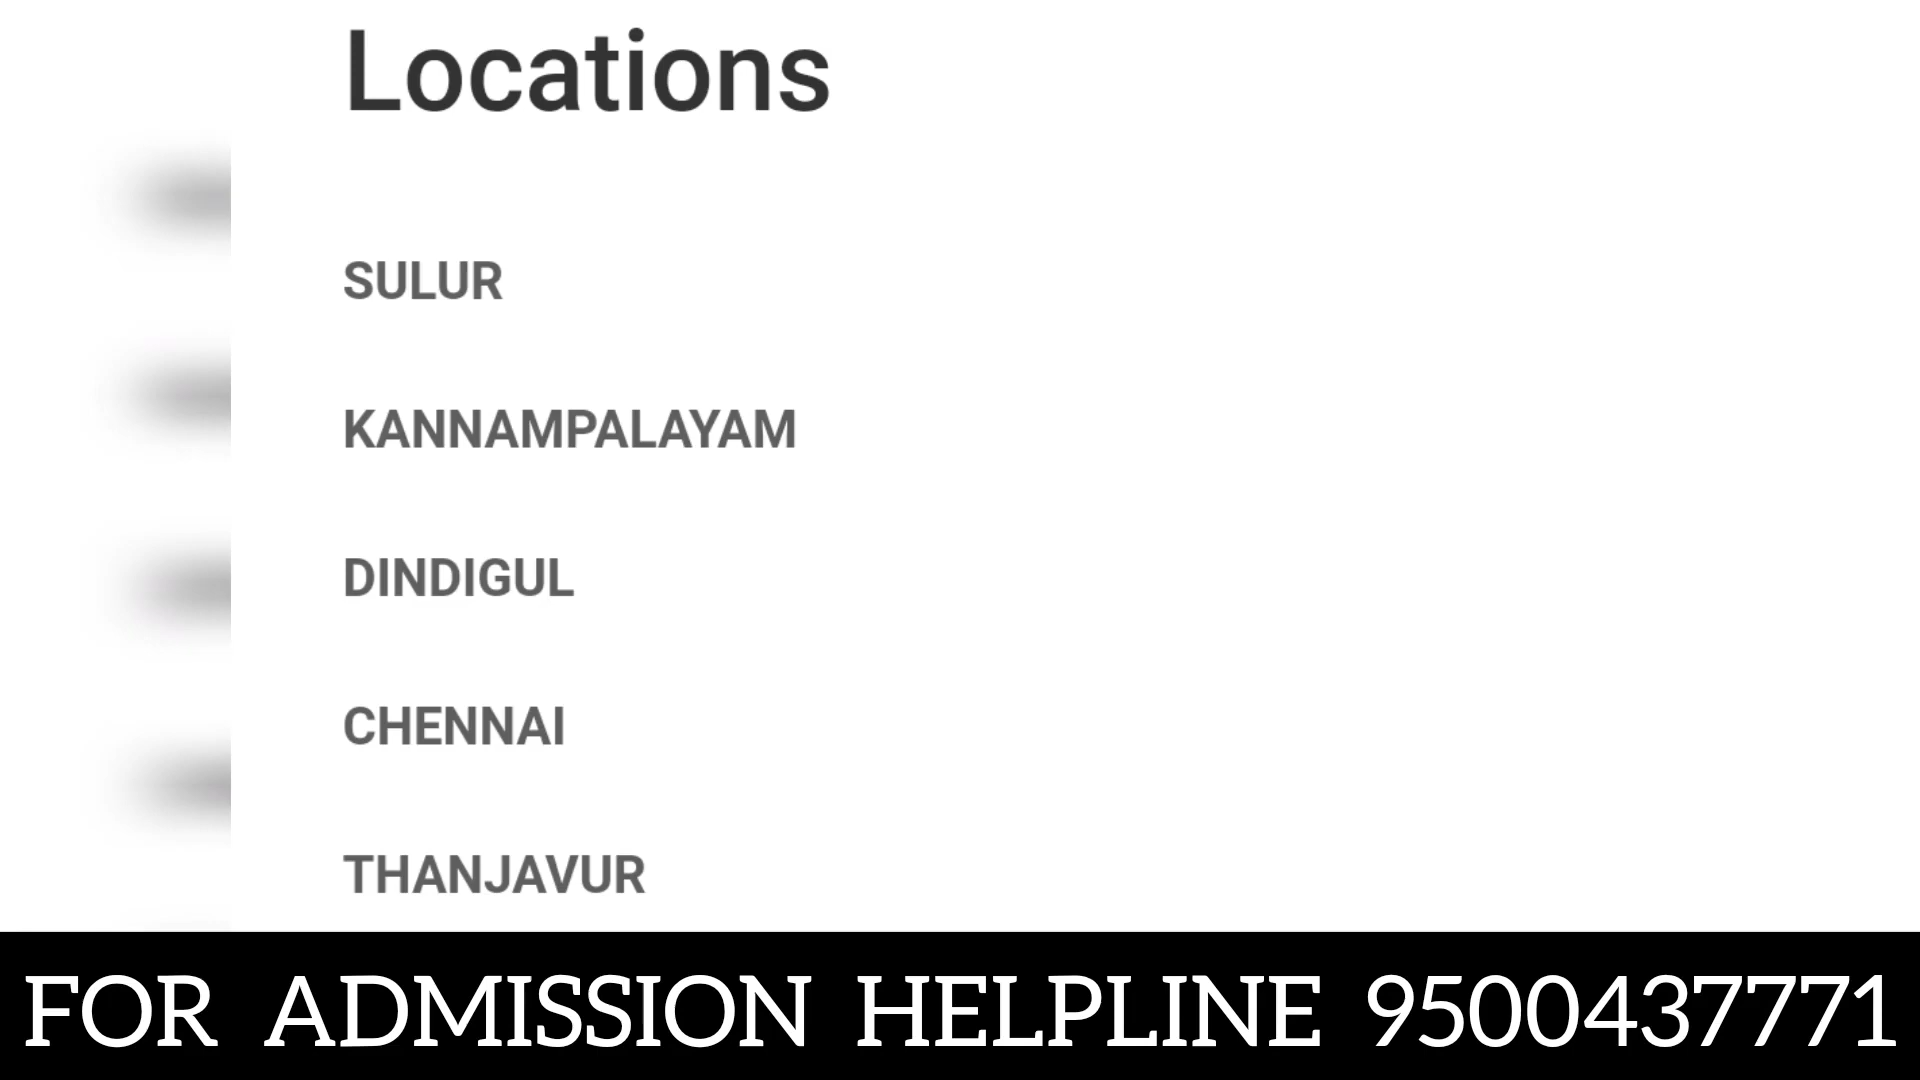 Locations
SULUR
KANNAMPALAYAM
DINDIGUL
CHENNAI
THANJAVUR
FOR ADMISSION HELPLINE 9500437771